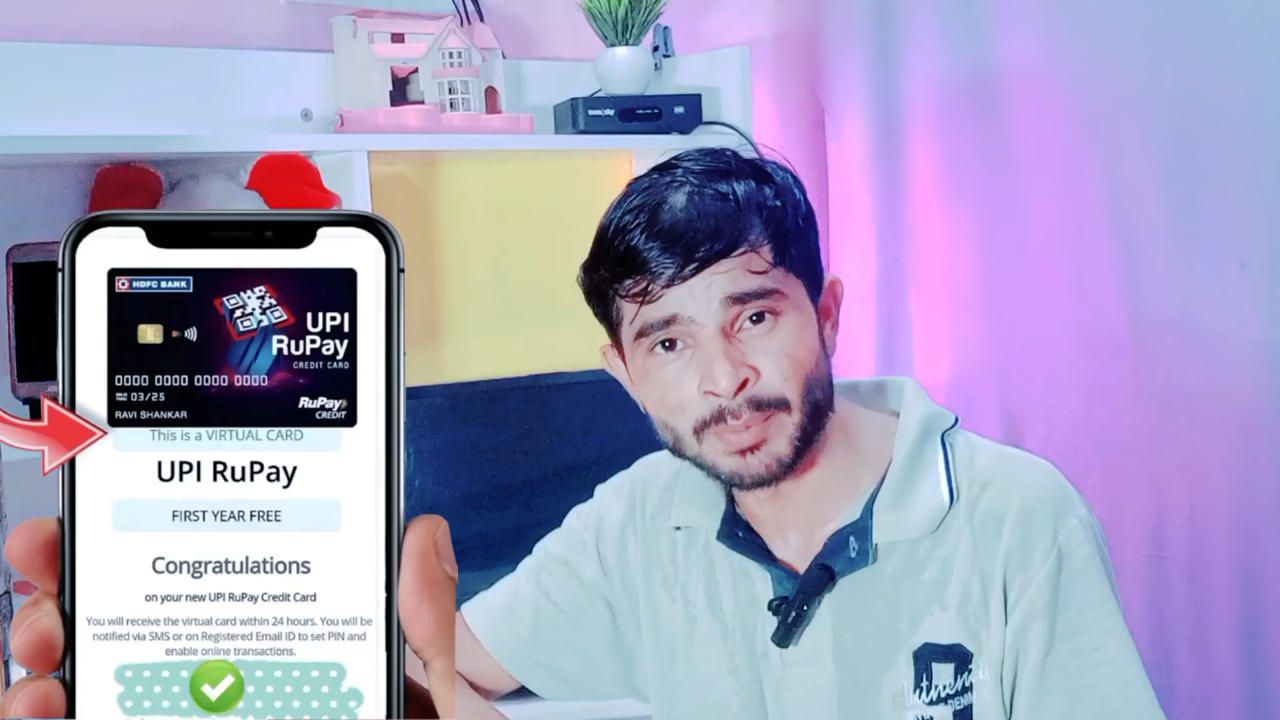 HDFC BANK
UPI
RuPay
CREDIT CARD
0000 0000 0000 0000
03/25
RAVI SHANKAR
RuPay
CREDIT
This is a VIRTUAL CARD
UPI RuPay
FIRST YEAR FREE
Congratulations
on your new UPI RuPay Credit Card
You will receive the virtual card within 24 hours. You will be
notified via SMS or on Registered Email ID to set PIN and
enable online transactions.